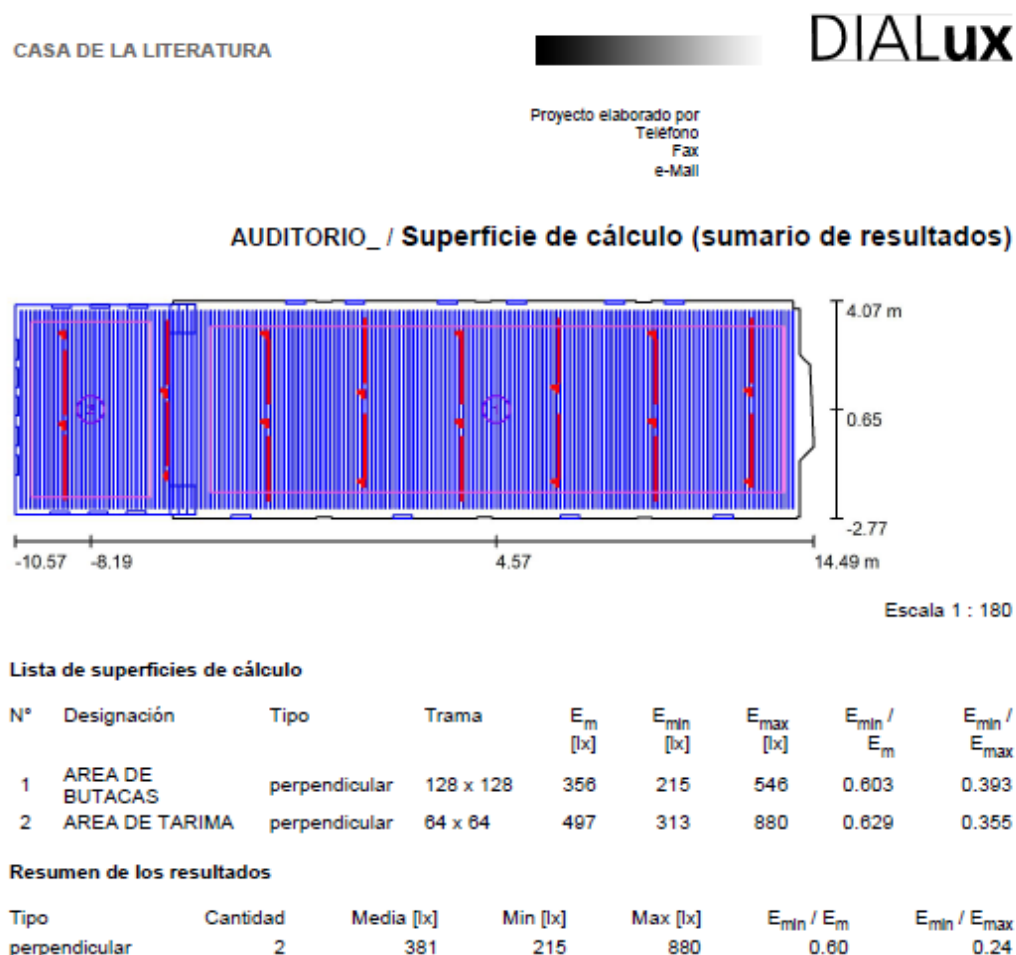 CASA DE LA LITERATURA
DIALux
Proyecto elaborado por
Teléfono
Fax
e-Mail
AUDITORIO_ / Superficie de cálculo (sumario de resultados)
4.07 m
0.65
-2.77
-10.57 -8.19 4.57 14.49 m
Escala 1 : 180
Lista de superficies de cálculo
N° Designación Tipo Trama Em [lx] Emin [lx] Emax [lx] Emin / Em Emin / Emax
1 AREA DE BUTACAS perpendicular 128 x 128 356 215 546 0.603 0.393
2 AREA DE TARIMA perpendicular 64 x 64 497 313 880 0.629 0.355
Resumen de los resultados
Tipo Cantidad Media [lx] Min [lx] Max [lx] Emin / Em Emin / Emax
perpendicular 2 381 215 880 0.60 0.24